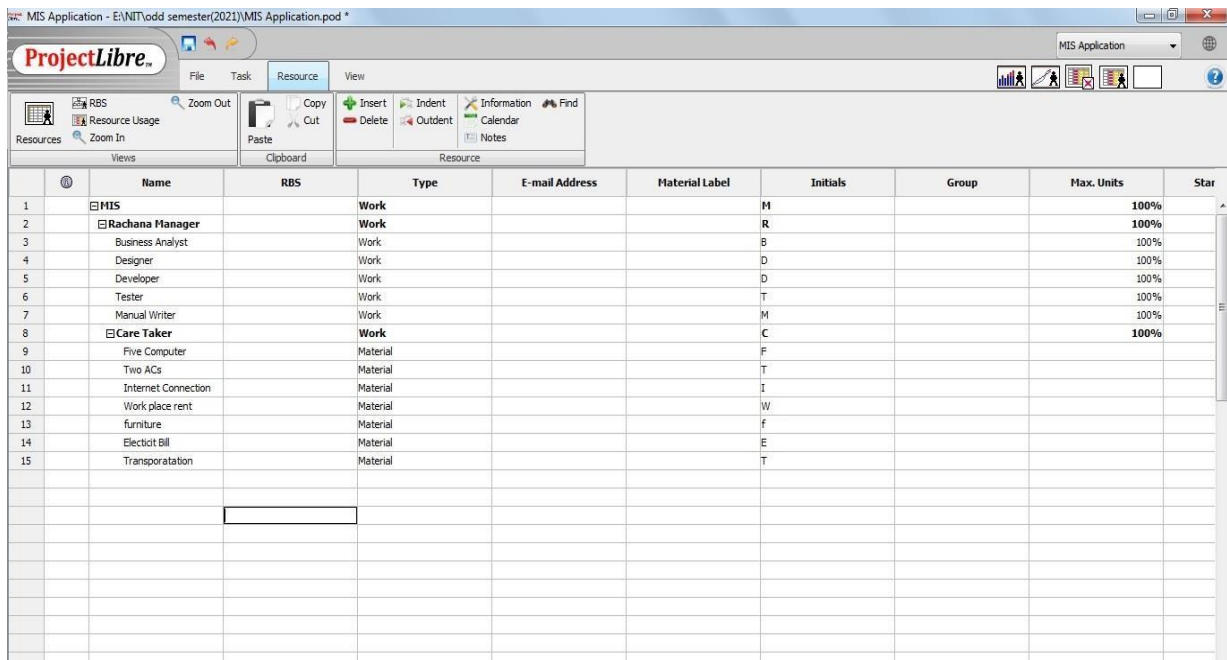 MIS Application - E:\NIT\odd semester(2021)\MIS Application.pod *
ProjectLibre™
MIS Application
File Task Resource View
RBS Zoom Out Copy Insert Indent Information Find
Resource Usage Cut Delete Outdent Calendar
Resources Zoom In Paste Notes
Views Clipboard Resource
Name RBS Type E-mail Address Material Label Initials Group Max. Units Star
1 MIS Work M 100%
2 Rachana Manager Work R 100%
3 Business Analyst Work B 100%
4 Designer Work D 100%
5 Developer Work D 100%
6 Tester Work T 100%
7 Manual Writer Work M 100%
8 Care Taker Work C 100%
9 Five Computer Material F
10 Two ACs Material T
11 Internet Connection Material I
12 Work place rent Material W
13 furniture Material f
14 Electicit Bill Material E
15 Transporatation Material T